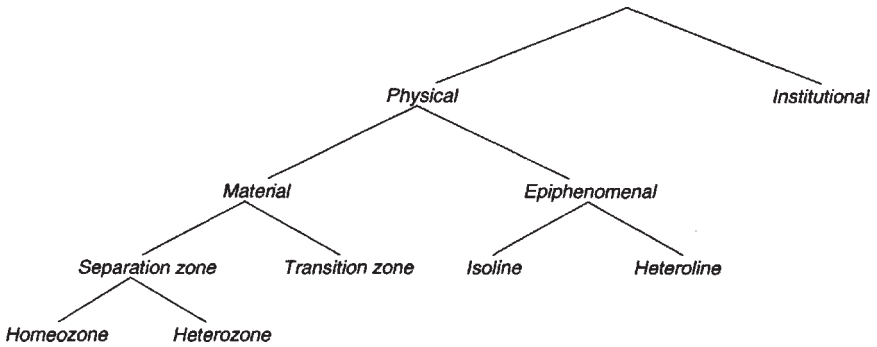 Physical
Institutional
Material
Epiphenomenal
Separation zone
Transition zone
Isoline
Heteroline
Homeozone
Heterozone